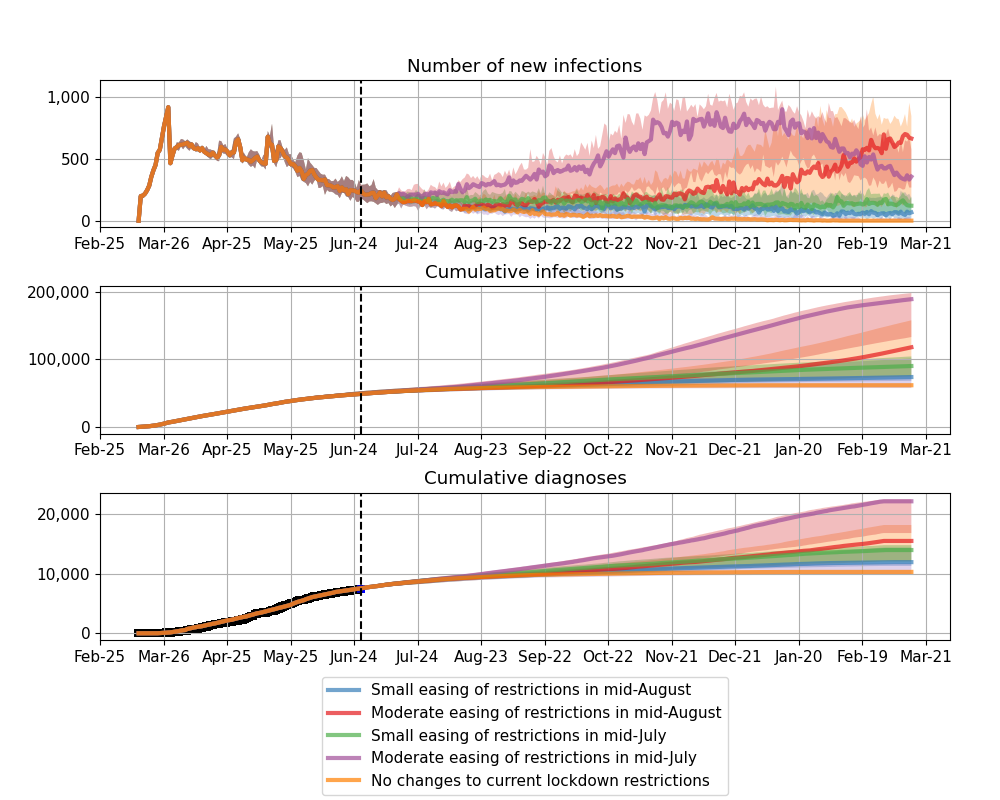 Number of new infections
1,000
500
0
Feb-25 Mar-26 Apr-25 May-25 Jun-24 Jul-24 Aug-23 Sep-22 Oct-22 Nov-21 Dec-21 Jan-20 Feb-19 Mar-21
Cumulative infections
200,000
100,000
0
Feb-25 Mar-26 Apr-25 May-25 Jun-24 Jul-24 Aug-23 Sep-22 Oct-22 Nov-21 Dec-21 Jan-20 Feb-19 Mar-21
Cumulative diagnoses
20,000
10,000
0
Feb-25 Mar-26 Apr-25 May-25 Jun-24 Jul-24 Aug-23 Sep-22 Oct-22 Nov-21 Dec-21 Jan-20 Feb-19 Mar-21
Small easing of restrictions in mid-August
Moderate easing of restrictions in mid-August
Small easing of restrictions in mid-July
Moderate easing of restrictions in mid-July
No changes to current lockdown restrictions